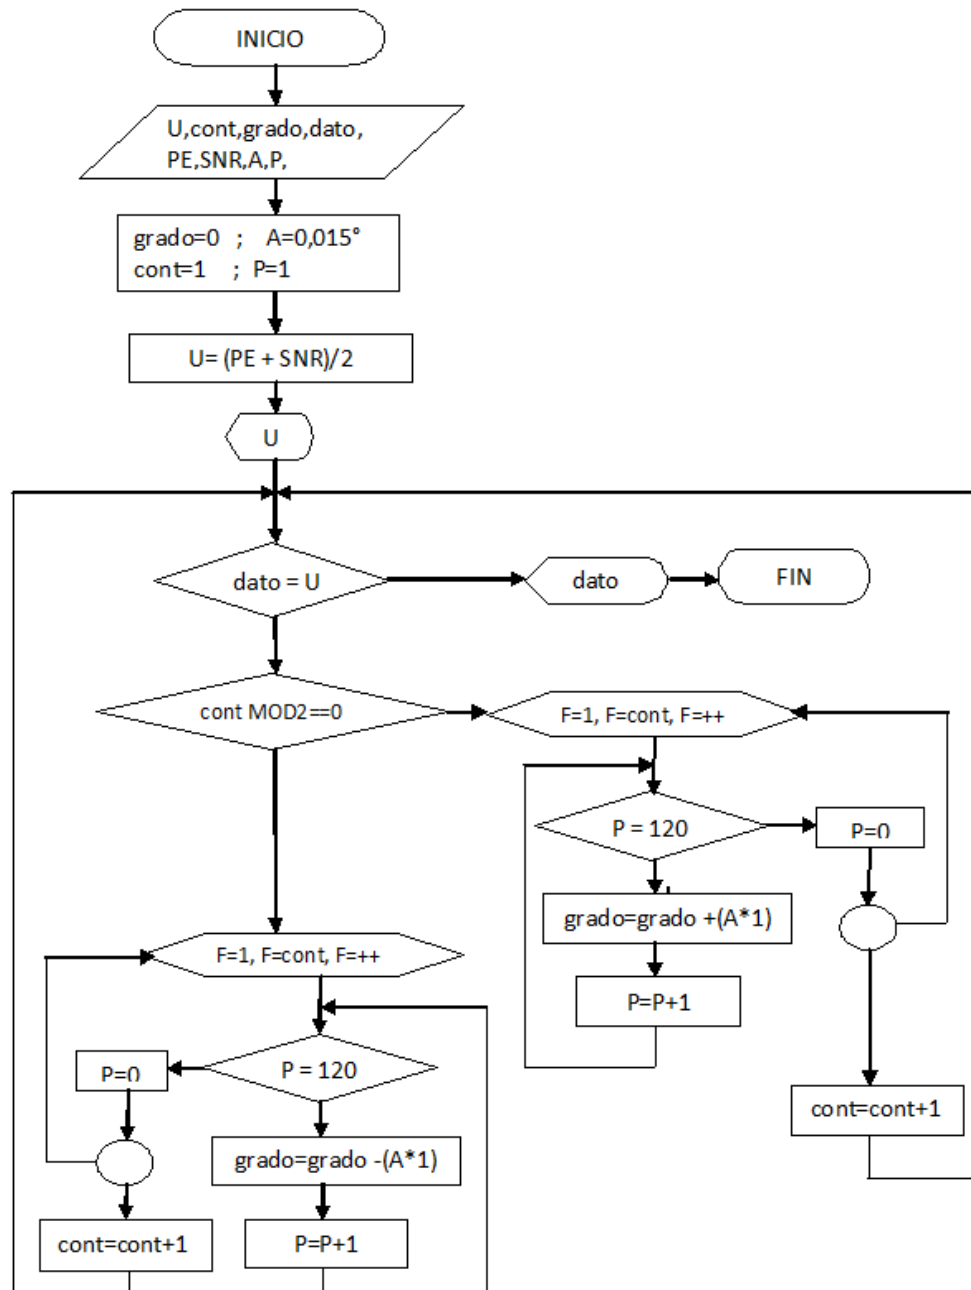 INICIO
U,cont,grado,dato,
PE,SNR,A,P,
grado=0 ; A=0,015°
cont=1 ; P=1
U= (PE + SNR)/2
U
dato = U
dato
FIN
cont MOD2==0
F=1, F=cont, F=++
P = 120
P=0
grado=grado +(A*1)
P=P+1
cont=cont+1
F=1, F=cont, F=++
P = 120
P=0
grado=grado -(A*1)
cont=cont+1
P=P+1